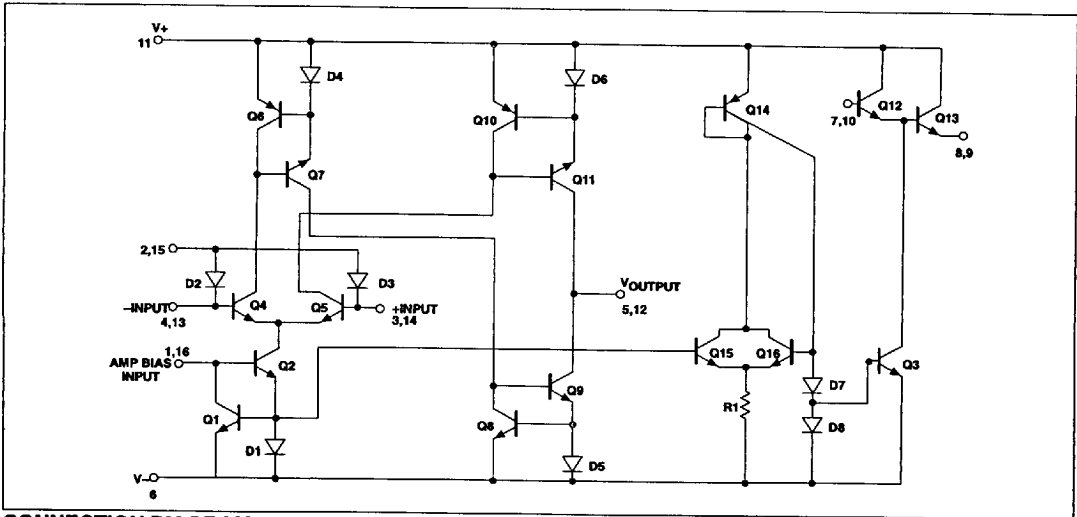 V+
11
D4
D6
Q6
Q10
Q14
Q12
7,10
Q13
8,9
Q7
Q11
2,15
D2
D3
VOUTPUT
5,12
–INPUT
4,13
Q4
Q5
+INPUT
3,14
1,16
AMP BIAS
INPUT
Q2
Q15
Q16
Q3
Q9
D7
Q1
D1
Q8
R1
D8
D5
V–
6